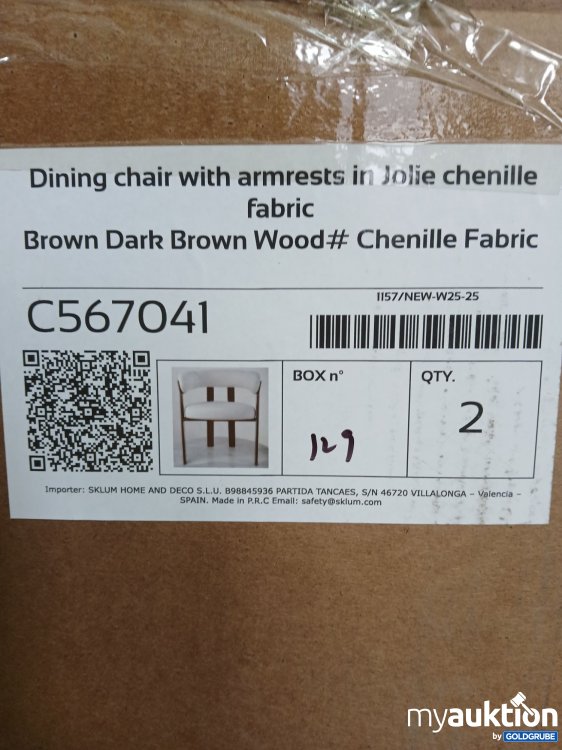 Dining chair with armrests in Jolie chenille
fabric
Brown Dark Brown Wood# Chenille Fabric
1157/NEW-W25-25
C567041
BOX n°
QTY.
129
2
Importer: SKLUM HOME AND DECO S.L.U. B98845936 PARTIDA TANCAES, S/N 46720 VILLALONGA - Valencia -
SPAIN. Made in P.R.C Email: safety@sklum.com
myauktion
by GOLDGRUBE